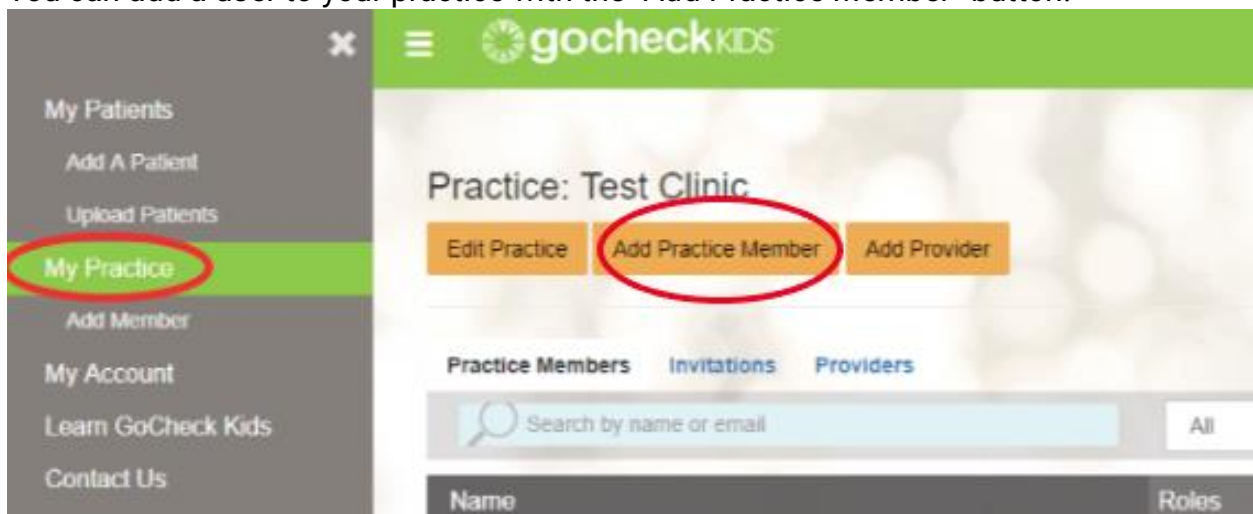 You can add a user to your practice with the "Add Practice Member" button.
gocheckKIDS
My Patients
Add A Patient
Upload Patients
My Practice
Add Member
My Account
Learn GoCheck Kids
Contact Us
Practice: Test Clinic
Edit Practice
Add Practice Member
Add Provider
Practice Members
Invitations
Providers
Search by name or email
All
Name
Roles